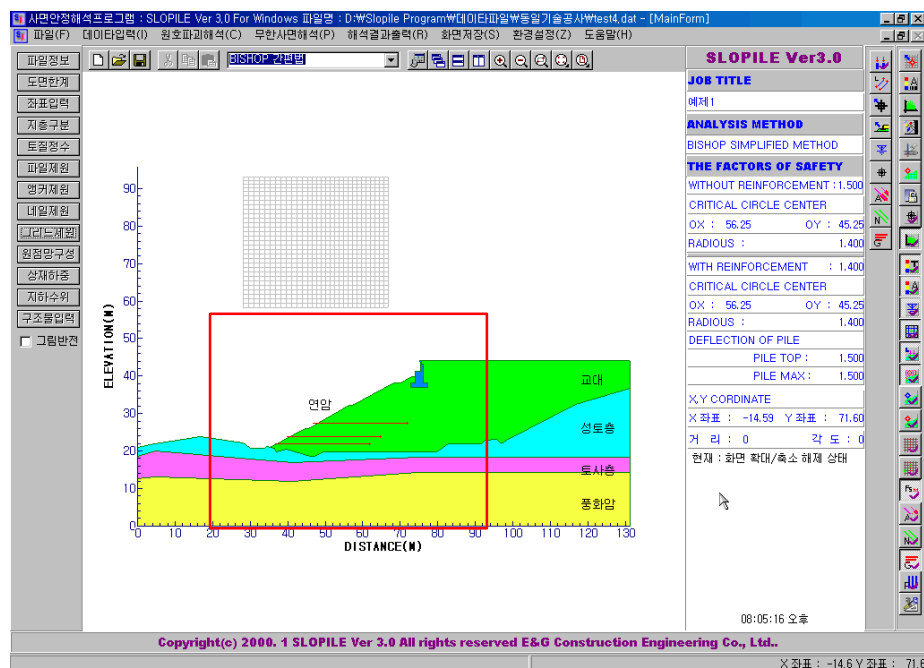 사면안정해석프로그램 : SLOPILE Ver 3,0 For Windows 파일명 : D:₩Slopile Program₩데이타파일₩동일기술공사₩test4,dat - [MainForm]
파일(F) 데이타입력(I) 원호파괴해석(C) 무한사면해석(P) 해석결과출력(R) 화면저장(S) 환경설정(Z) 도움말(H)
파일정보
도면한계
좌표입력
지층구분
토질정수
파일제원
앵커제원
네일제원
그리드제원
원점망구성
상재하중
지하수위
구조물입력
그림반전
BISHOP 간편법
ELEVATION(M)
90
80
70
60
50
40
30
20
10
0
0 10 20 30 40 50 60 70 80 90 100 110 120 130
DISTANCE(M)
연암
교대
성토층
토사층
풍화암
SLOPILE Ver3.0
JOB TITLE
예제1
ANALYSIS METHOD
BISHOP SIMPLIFIED METHOD
THE FACTORS OF SAFETY
WITHOUT REINFORCEMENT : 1.500
CRITICAL CIRCLE CENTER
OX : 56.25 OY : 45.25
RADIOUS : 1.400
WITH REINFORCEMENT : 1.400
CRITICAL CIRCLE CENTER
OX : 56.25 OY : 45.25
RADIOUS : 1.400
DEFLECTION OF PILE
PILE TOP : 1.500
PILE MAX : 1.500
X,Y CORDINATE
X 좌표 : -14.59 Y 좌표 : 71.60
거 리 : 0 각 도 : 0
현재 : 화면 확대/축소 해제 상태
08:05:16 오후
Copyright(c) 2000. 1 SLOPILE Ver 3.0 All rights reserved E&G Construction Engineering Co., Ltd..
X 좌표 : -14.6 Y 좌표 : 71.6